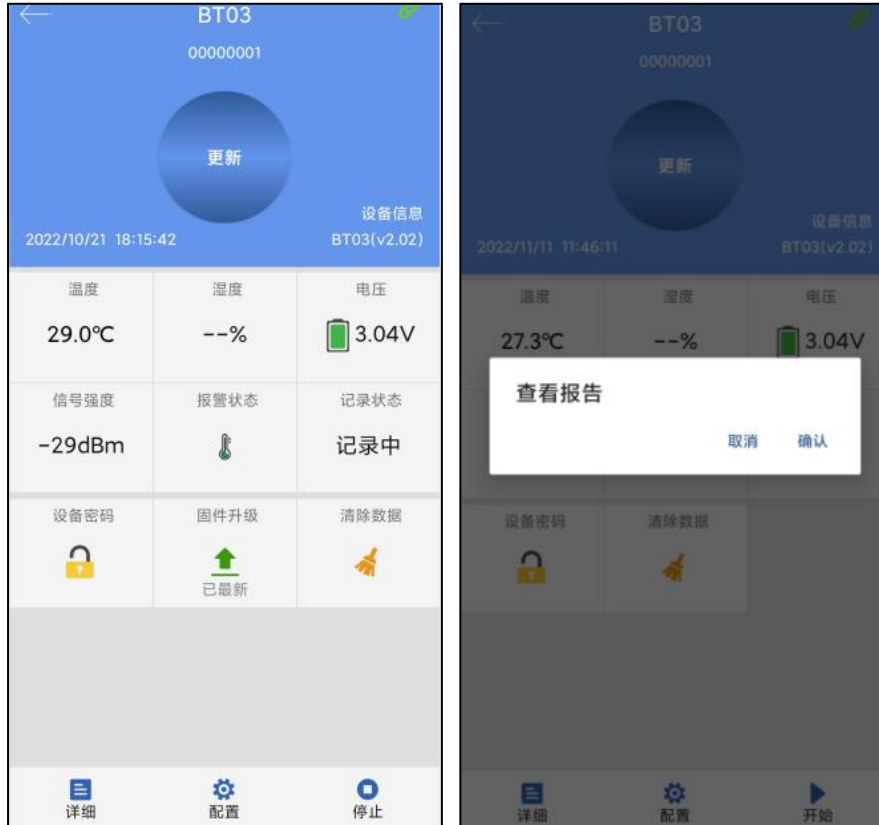 BT03
00000001
更新
设备信息
2022/10/21 18:15:42 BT03(v2.02)
温度 湿度 电压
29.0℃ --% 3.04V
信号强度 报警状态 记录状态
-29dBm 记录中
设备密码 固件升级 清除数据
已最新
详细 配置 停止
BT03
00000001
更新
设备信息
2022/11/11 11:46:11 BT03(v2.02)
温度 湿度 电压
27.3℃ --% 3.04V
查看报告
取消 确认
设备密码 清除数据
详细 配置 开始